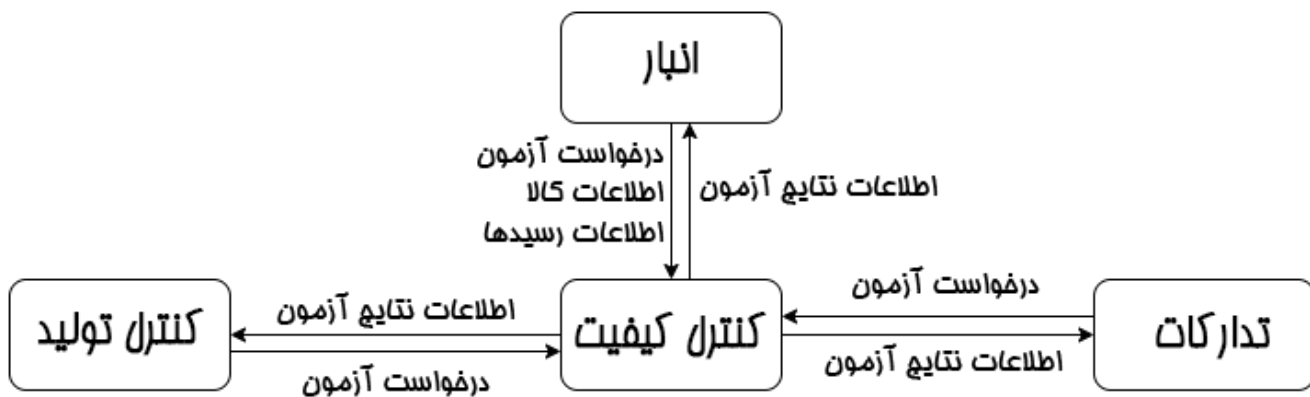 انبار
درخواست آزمون
اطلاعات کالا
اطلاعات رسیدها
اطلاعات نتایج آزمون
درخواست آزمون
اطلاعات نتایج آزمون
تدارکات
کنترل کیفیت
اطلاعات نتایج آزمون
درخواست آزمون
کنترل تولید